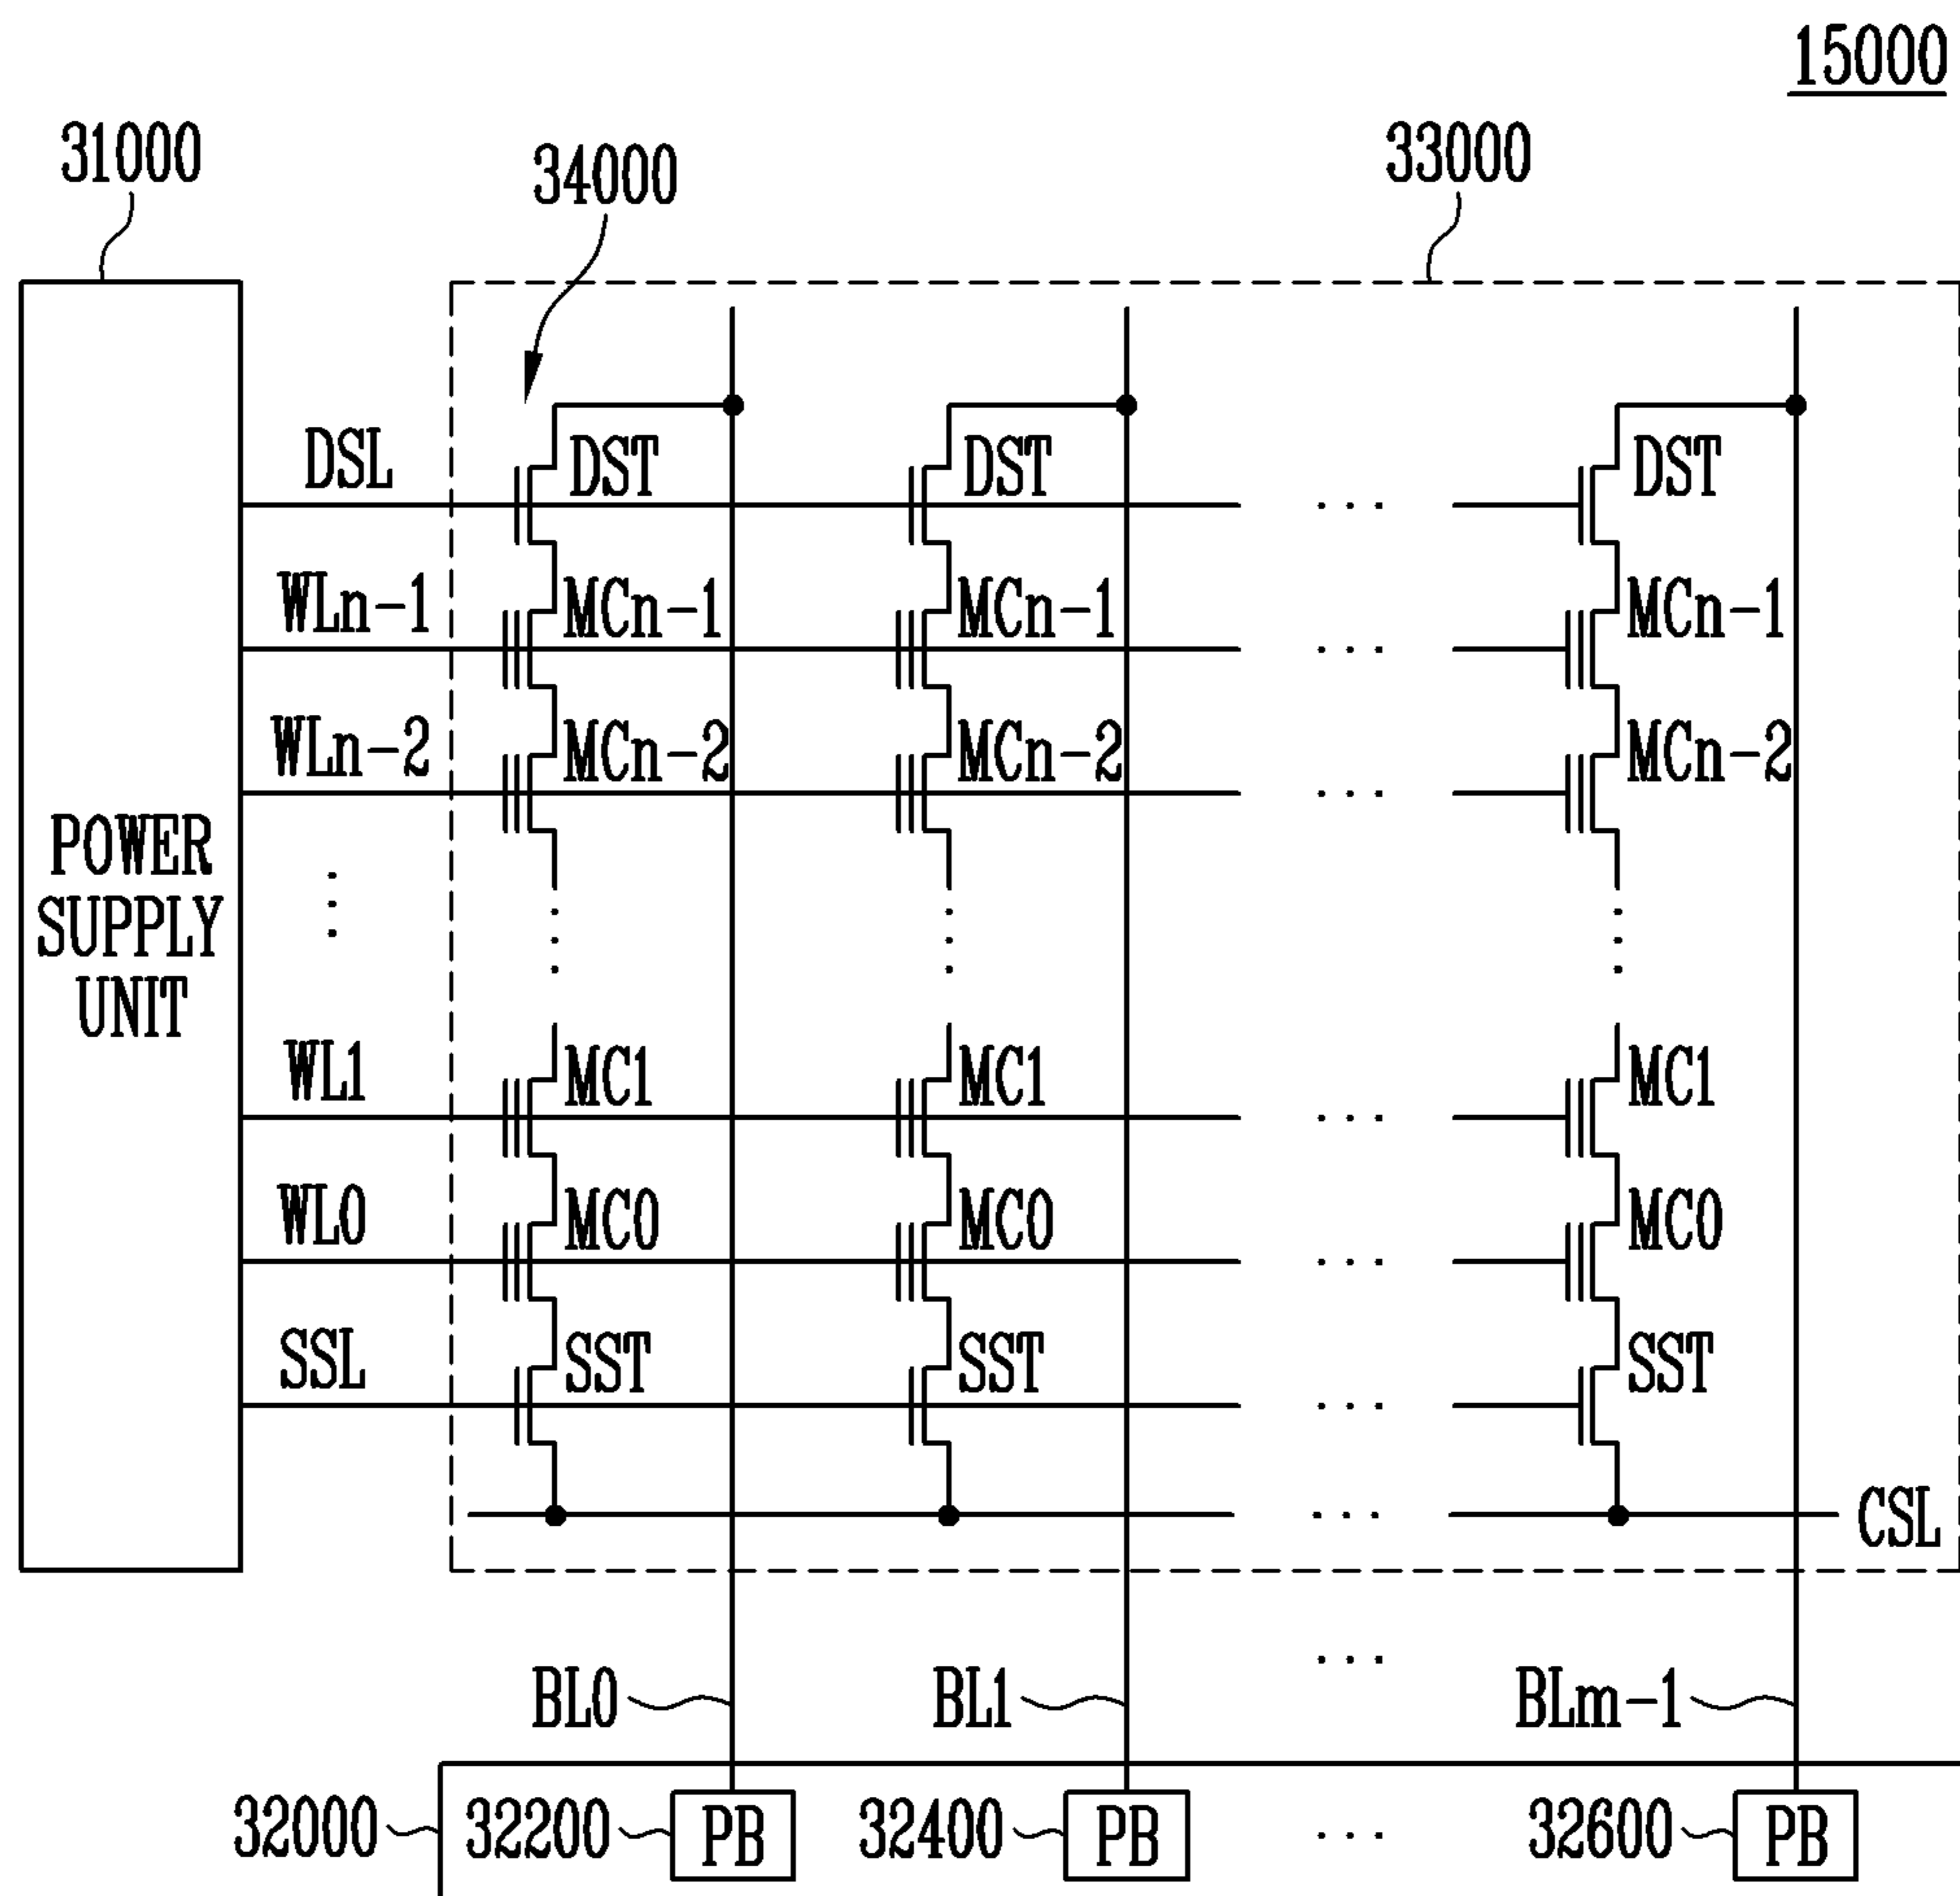 15000
31000
34000
33000
DSL
DST
DST
DST
WLn-1
MCn-1
MCn-1
MCn-1
WLn-2
MCn-2
MCn-2
MCn-2
POWER
SUPPLY
UNIT
WL1
MC1
MC1
MC1
WL0
MC0
MC0
MC0
SSL
SST
SST
SST
CSL
BL0
BL1
BLm-1
32000
32200
PB
32400
PB
32600
PB